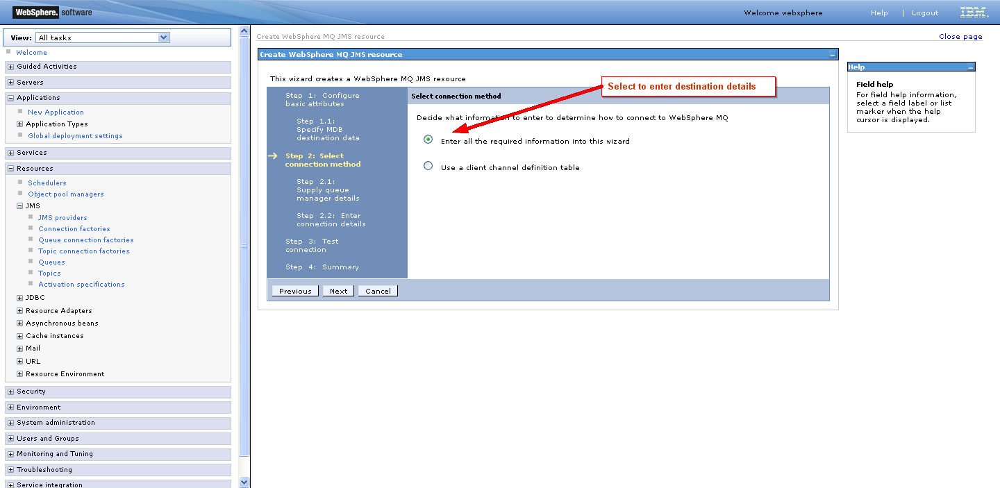 WebSphere. software
Welcome websphere
Help | Logout
IBM.
View: All tasks
Welcome
Guided Activities
Servers
Applications
New Application
Application Types
Global deployment settings
Services
Resources
Schedulers
Object pool managers
JMS
JMS providers
Connection factories
Queue connection factories
Topic connection factories
Queues
Topics
Activation specifications
JDBC
Resource Adapters
Asynchronous beans
Cache instances
Mail
URL
Resource Environment
Security
Environment
System administration
Users and Groups
Monitoring and Tuning
Troubleshooting
Service integration
Create WebSphere MQ JMS resource
Close page
Create WebSphere MQ JMS resource
This wizard creates a WebSphere MQ JMS resource
Step 1: Configure
basic attributes
Step 1.1:
Specify MDB
destination data
Step 2: Select
connection method
Step 2.1:
Supply queue
manager details
Step 2.2: Enter
connection details
Step 3: Test
connection
Step 4: Summary
Select connection method
Select to enter destination details
Decide what information to enter to determine how to connect to WebSphere MQ
Enter all the required information into this wizard
Use a client channel definition table
Previous
Next
Cancel
Help
Field help
For field help information,
select a field label or list
marker when the help
cursor is displayed.